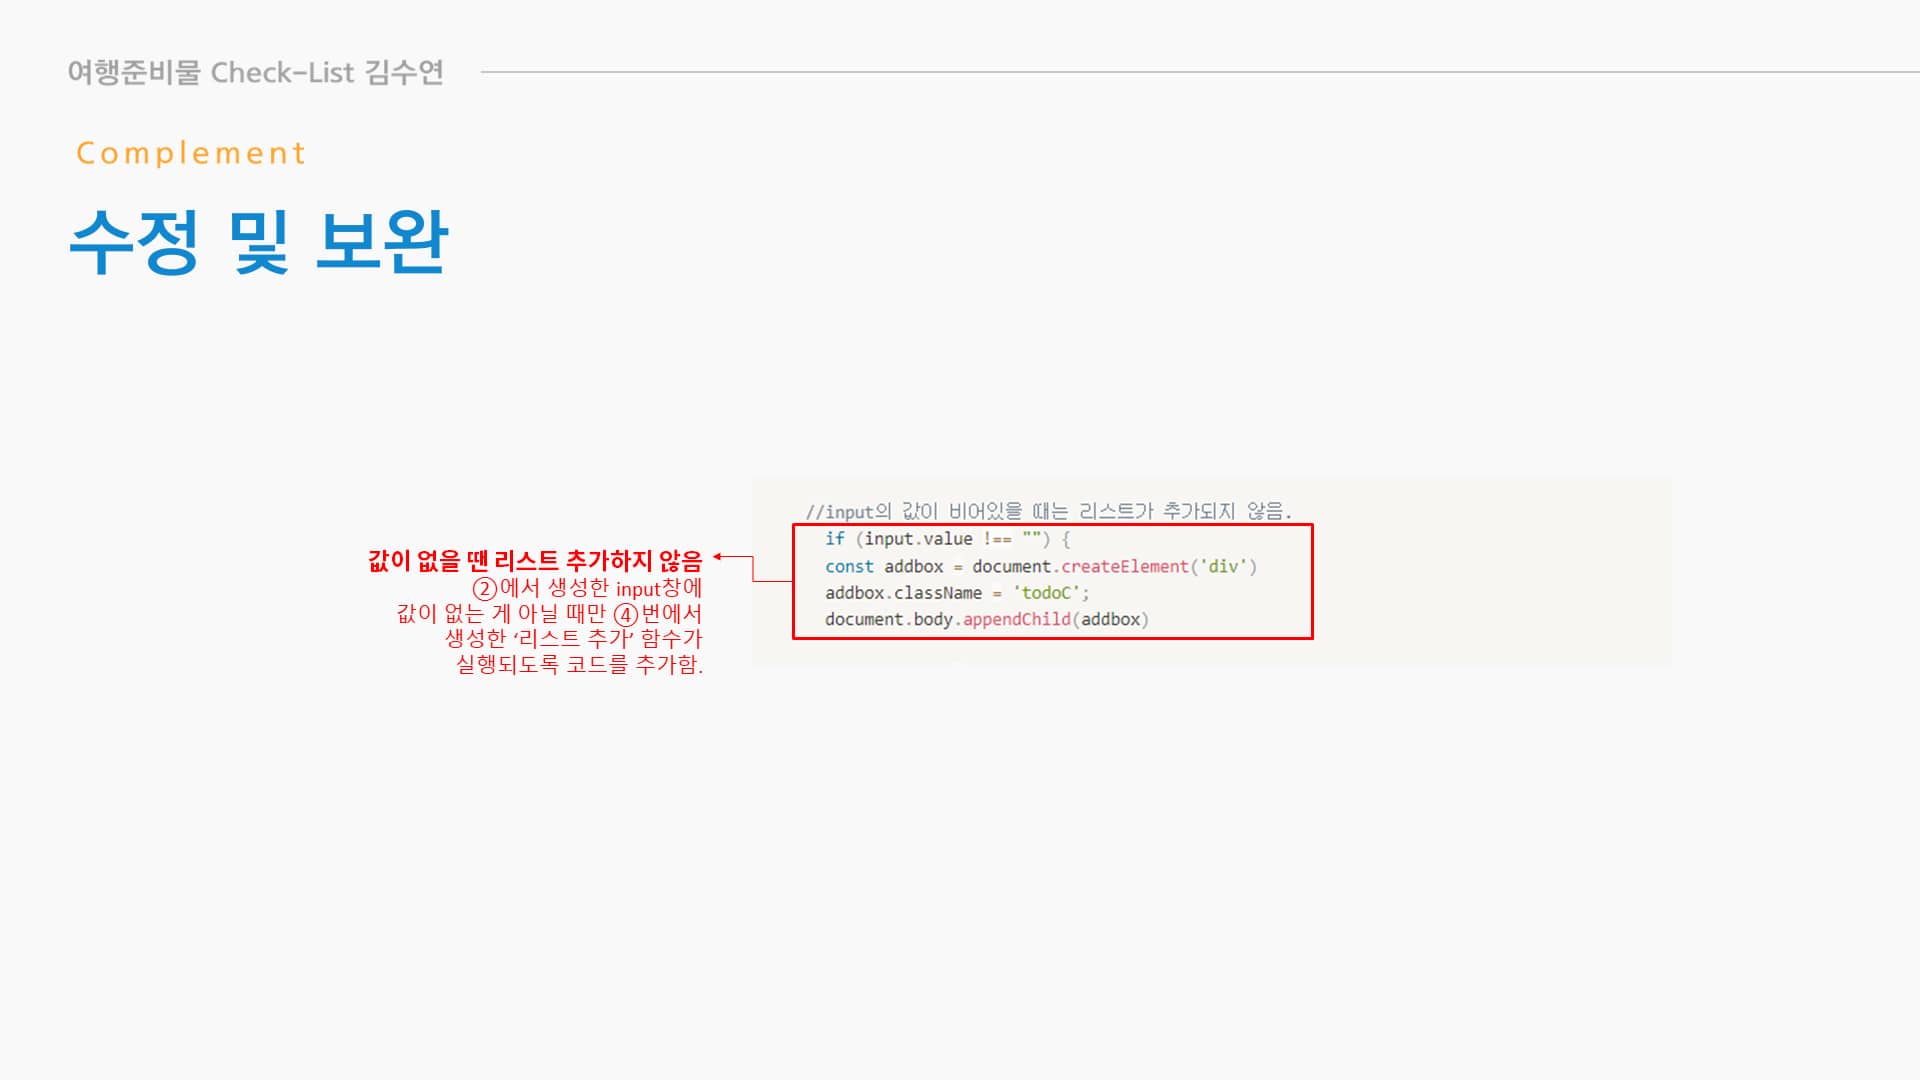 여행준비물 Check-List 김수연
Complement
수정 및 보완
//input의 값이 비어있을 때는 리스트가 추가되지 않음.
if (input.value !== "") {
const addbox = document.createElement('div')
addbox.className = 'todoC';
document.body.appendChild(addbox)
값이 없을 땐 리스트 추가하지 않음
②에서 생성한 input창에
값이 없는 게 아닐 때만 ④번에서
생성한 ‘리스트 추가’ 함수가
실행되도록 코드를 추가함.